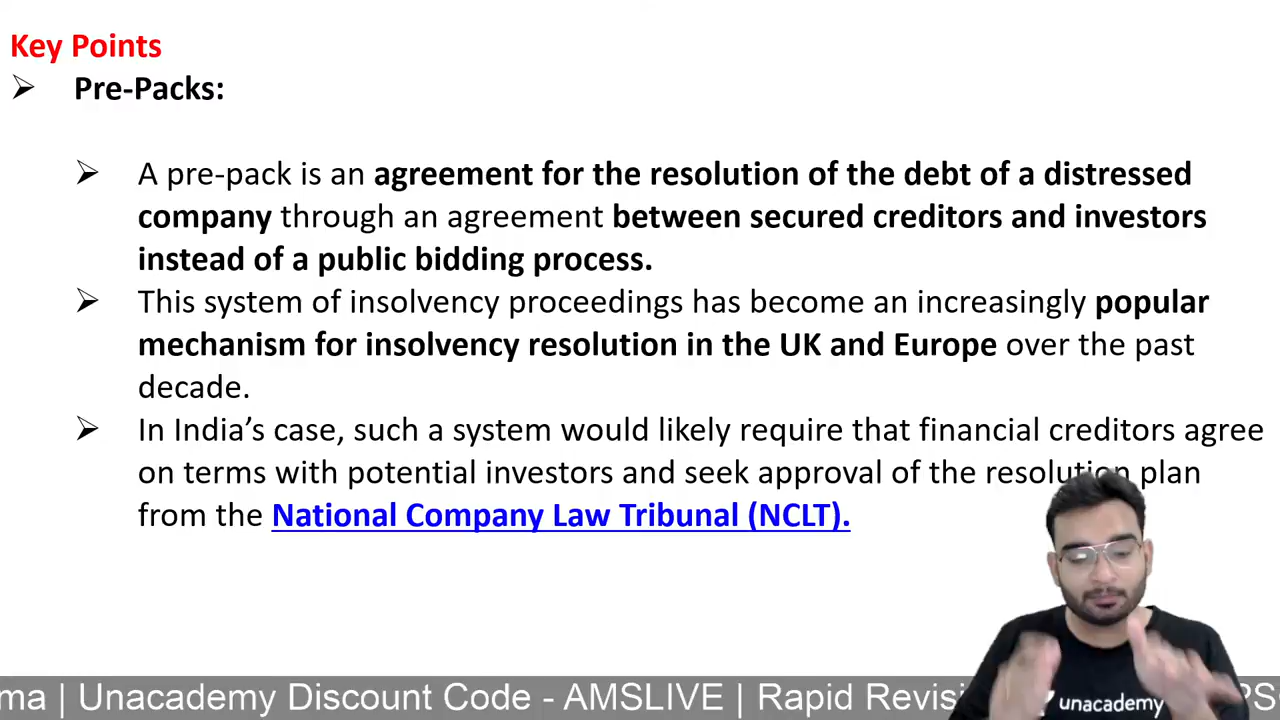 Key Points
Pre-Packs:
A pre-pack is an agreement for the resolution of the debt of a distressed
company through an agreement between secured creditors and investors
instead of a public bidding process.
This system of insolvency proceedings has become an increasingly popular
mechanism for insolvency resolution in the UK and Europe over the past
decade.
In India’s case, such a system would likely require that financial creditors agree
on terms with potential investors and seek approval of the resolution plan
from the National Company Law Tribunal (NCLT).
unacademy
ma | Unacademy Discount Code - AMSLIVE | Rapid Revisi